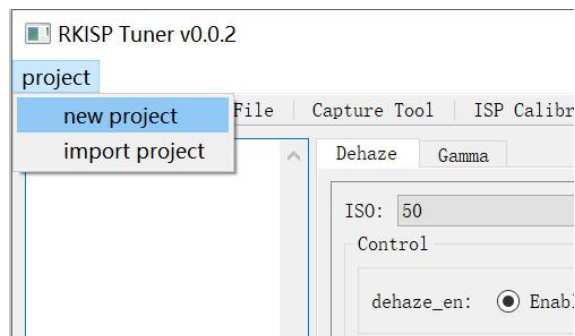 RKISP Tuner v0.0.2
project
new project
import project
File
Capture Tool
ISP Calibr
Dehaze
Gamma
ISO: 50
Control
dehaze_en: Enabl